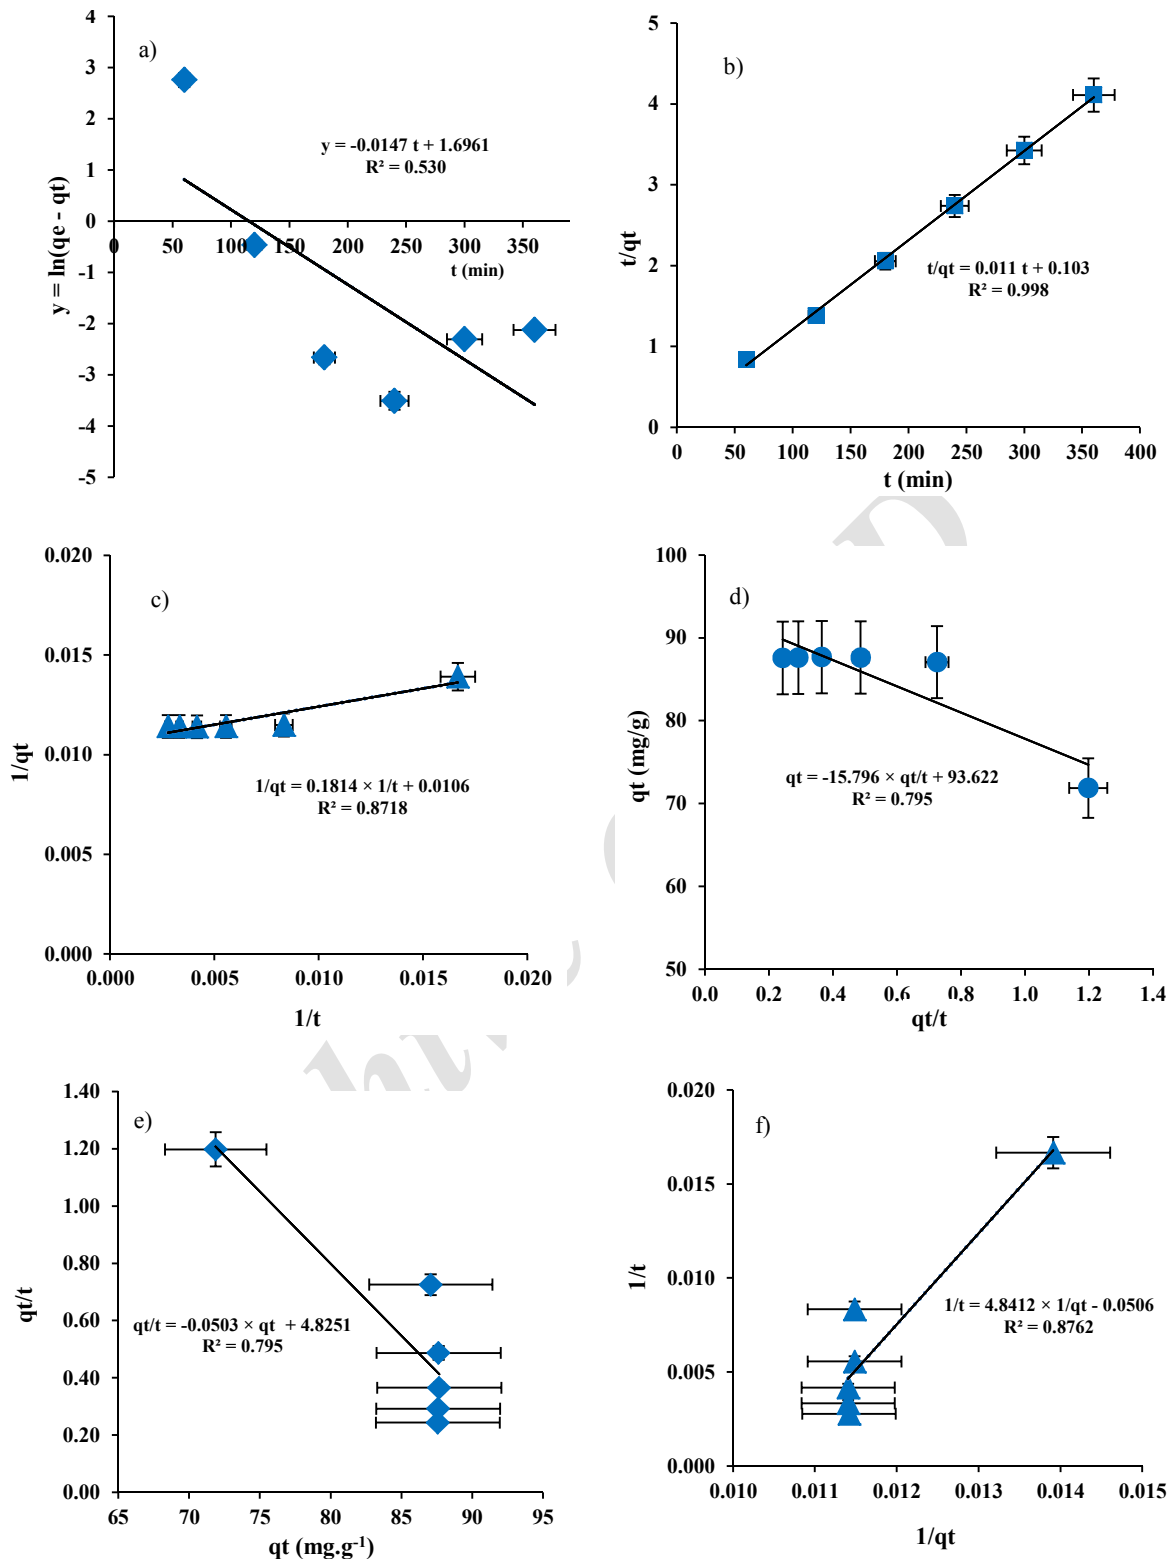 a)
4
3
2
1
0
-1
-2
-3
-4
-5
0 50 100 150 200 250 300 350
y = ln(qe - qt)
t (min)
y = -0.0147 t + 1.6961
R² = 0.530
b)
5
4
3
2
1
0
0 50 100 150 200 250 300 350 400
t/qt
t (min)
t/qt = 0.011 t + 0.103
R² = 0.998
c)
0.020
0.015
0.010
0.005
0.000
0.000 0.005 0.010 0.015 0.020
1/qt
1/t
1/qt = 0.1814 × 1/t + 0.0106
R² = 0.8718
d)
100
90
80
70
60
50
0.0 0.2 0.4 0.6 0.8 1.0 1.2 1.4
qt (mg/g)
qt/t
qt = -15.796 × qt/t + 93.622
R² = 0.795
e)
1.40
1.20
1.00
0.80
0.60
0.40
0.20
0.00
65 70 75 80 85 90 95
qt/t
qt (mg.g⁻¹)
qt/t = -0.0503 × qt + 4.8251
R² = 0.795
f)
0.020
0.015
0.010
0.005
0.000
0.010 0.011 0.012 0.013 0.014 0.015
1/t
1/qt
1/t = 4.8412 × 1/qt - 0.0506
R² = 0.8762